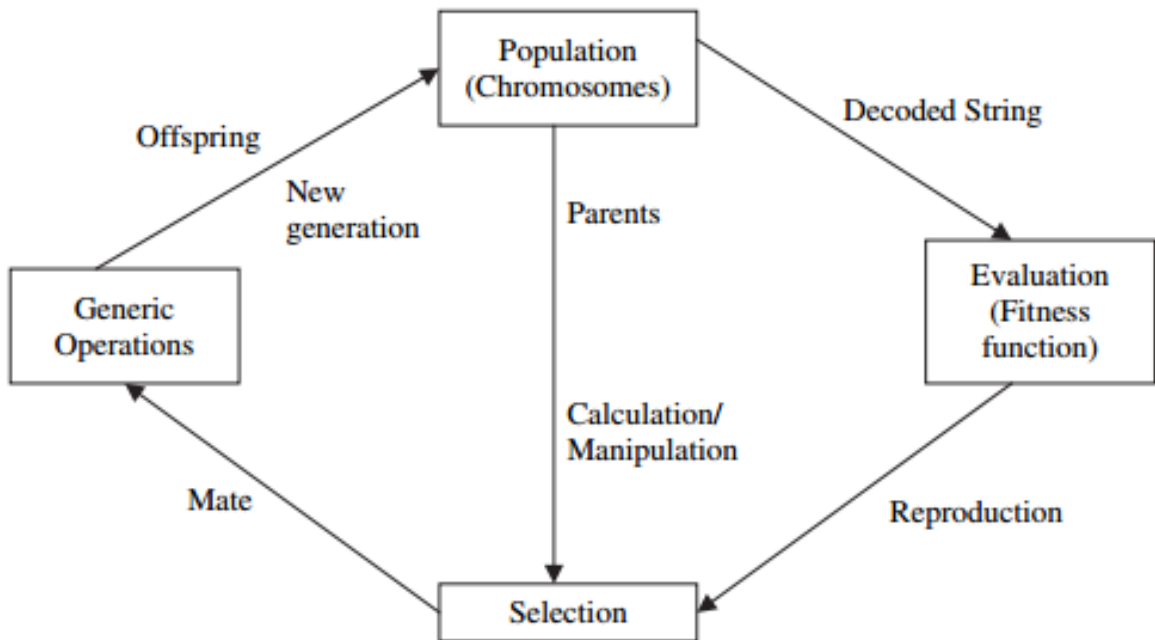 Population
(Chromosomes)
Decoded String
Offspring
New
generation
Parents
Evaluation
(Fitness
function)
Generic
Operations
Calculation/
Manipulation
Mate
Reproduction
Selection